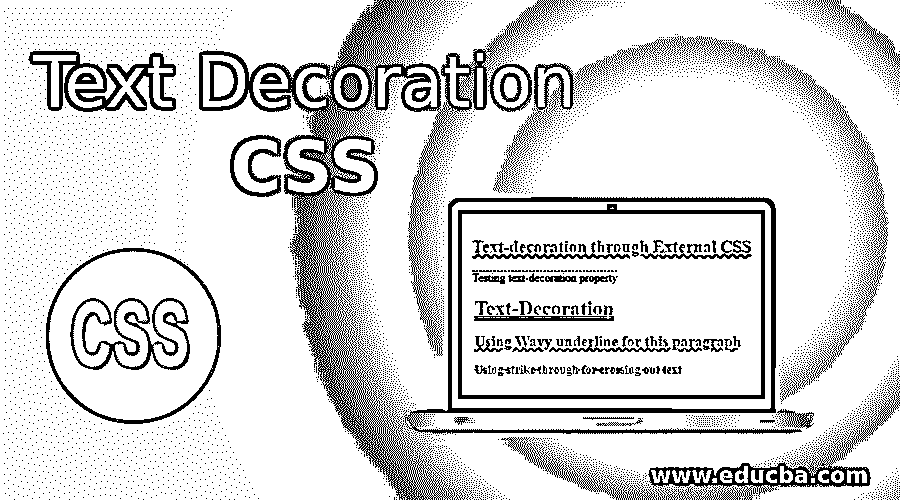 Text Decoration
CSS
CSS
Text-decoration through External CSS
Testing text-decoration property
Text-Decoration
Using Wavy underline for this paragraph
Using strike-through for crossing out text
www.educba.com